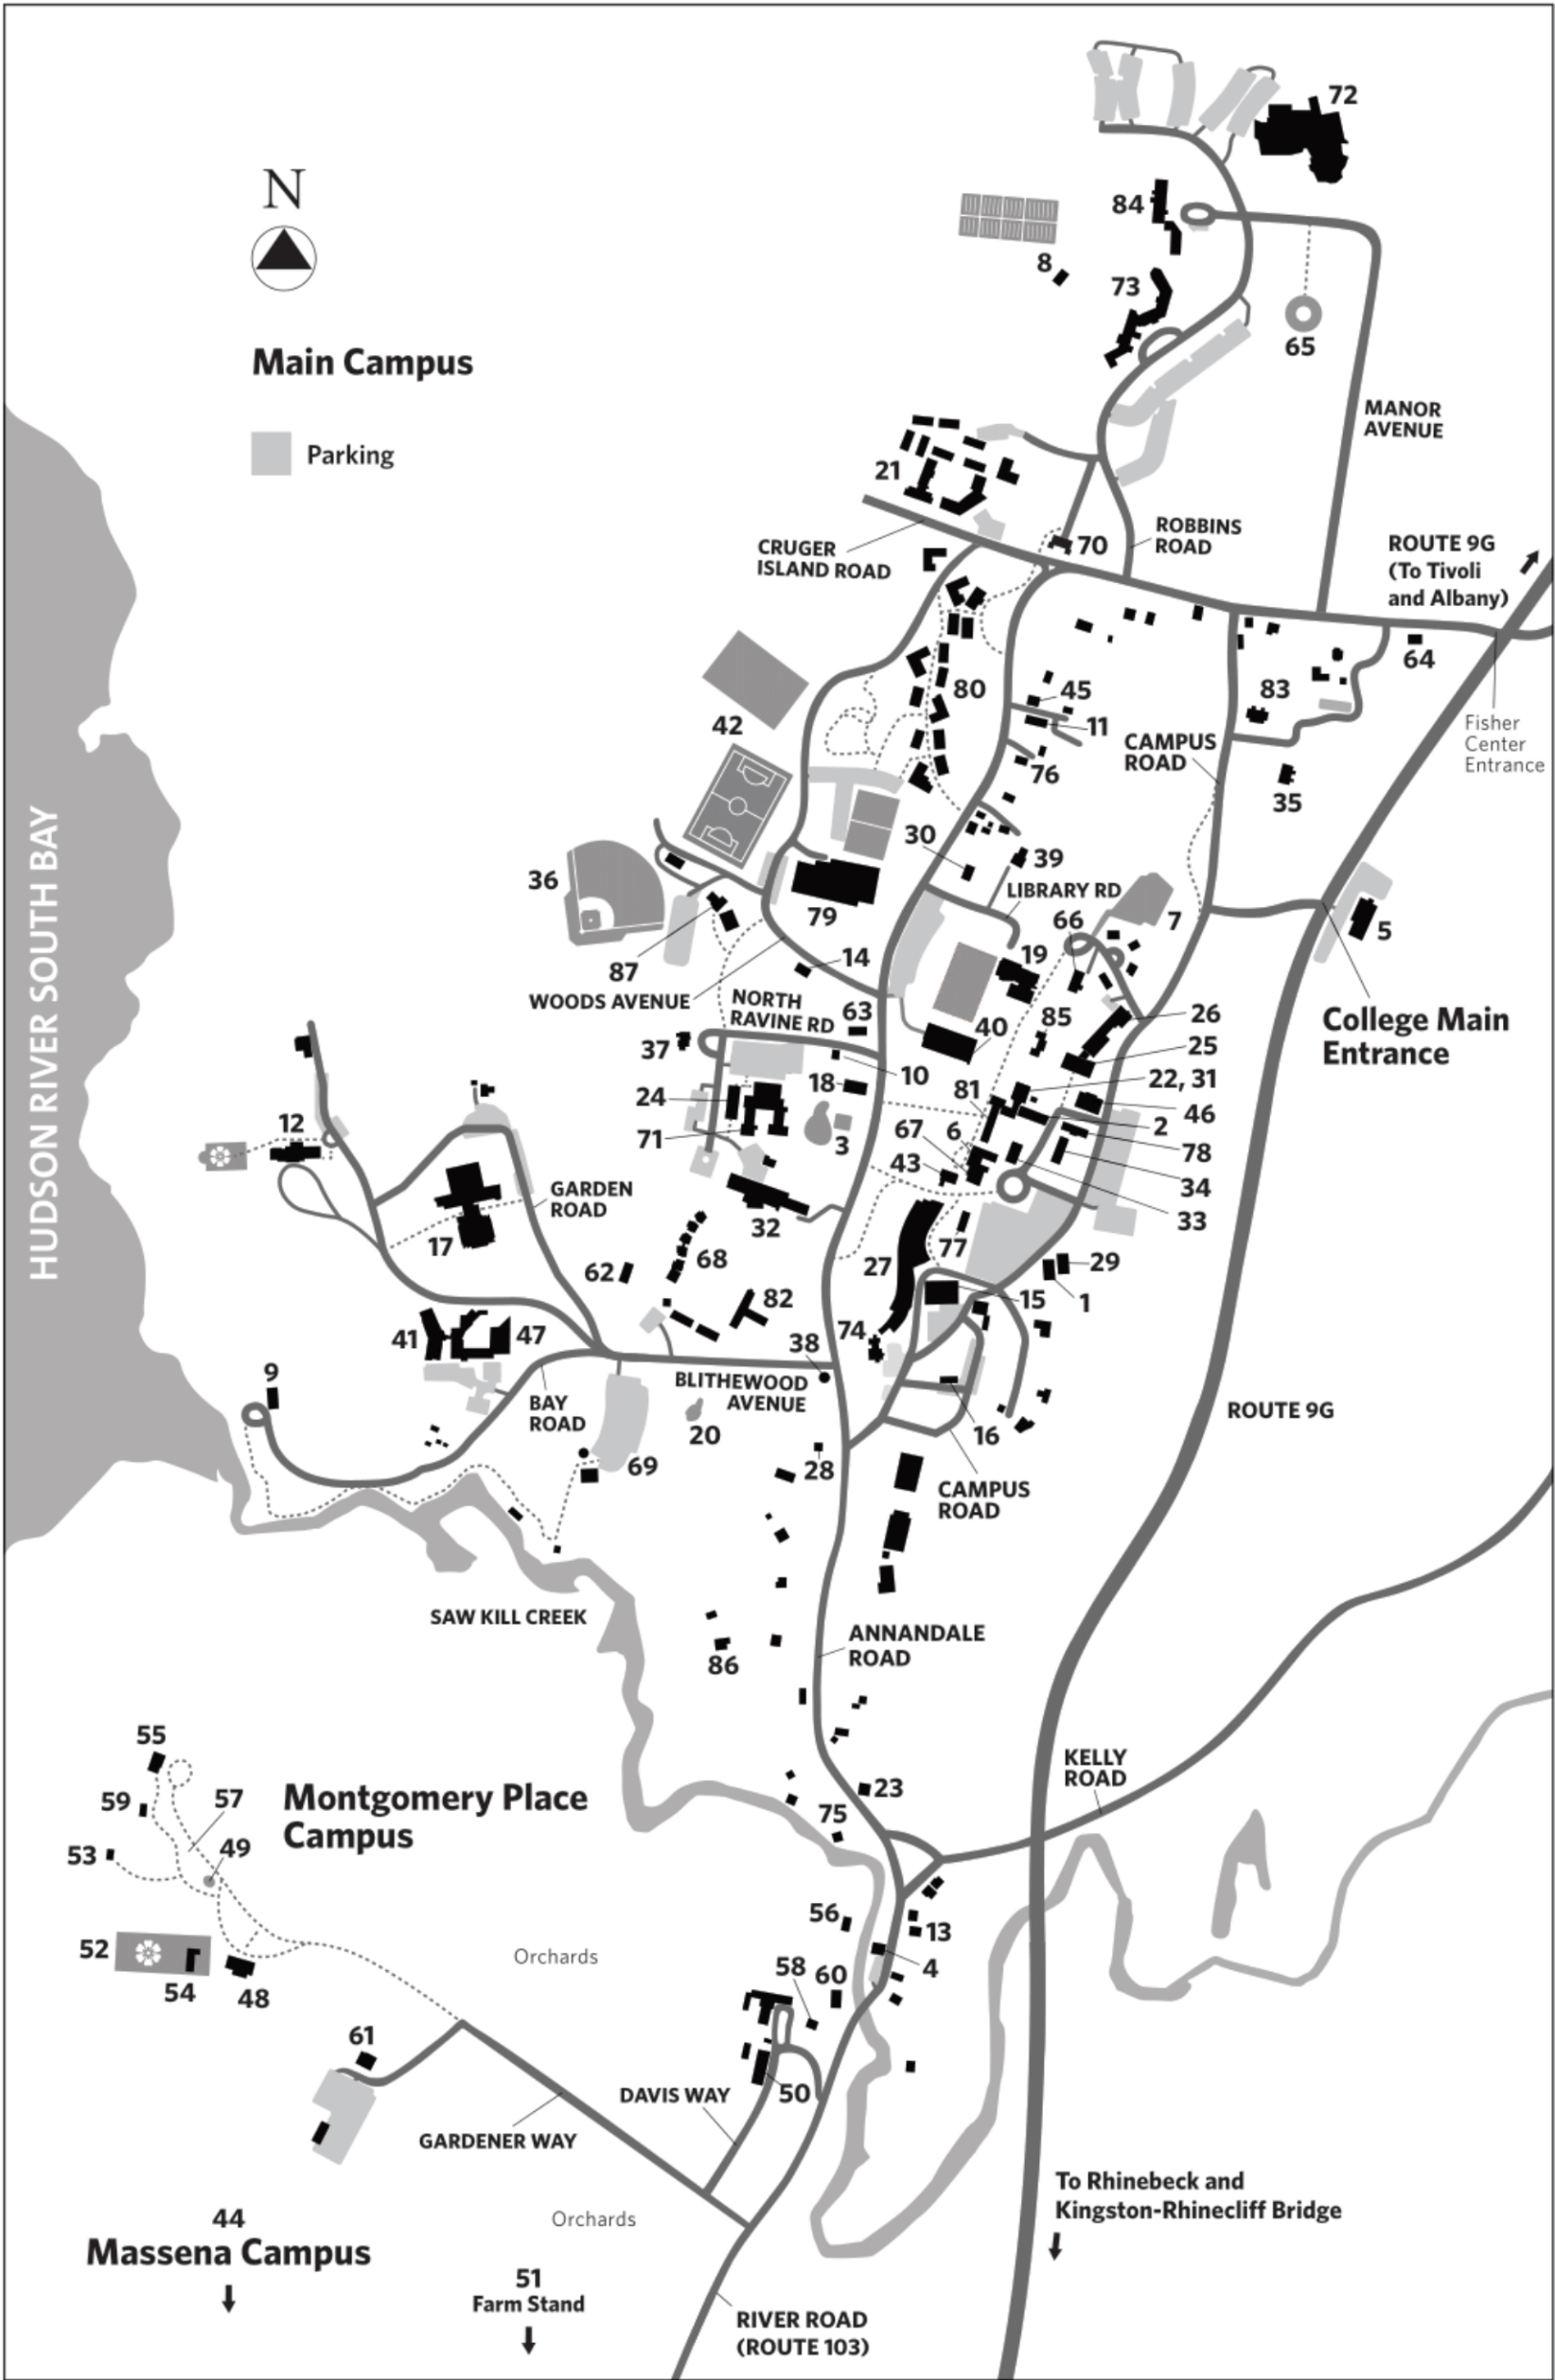 72
N
84
8
73
65
Main Campus
MANOR
AVENUE
Parking
21
ROBBINS
ROAD
70
CRUGER
ISLAND ROAD
ROUTE 9G
(To Tivoli
and Albany)
64
80
45
83
42
11
CAMPUS
ROAD
Fisher
Center
Entrance
76
35
30
39
36
LIBRARY RD
79
66
7
5
87
14
19
WOODS AVENUE
NORTH
RAVINE RD
63
26
College Main
Entrance
40
85
37
25
10
22, 31
18
81
24
46
12
67
6
2
71
3
78
43
34
GARDEN
ROAD
33
32
17
77
68
27
29
62
82
15
1
HUDSON RIVER SOUTH BAY
41
47
74
38
9
BLITHEWOOD
AVENUE
BAY
ROAD
ROUTE 9G
20
16
69
28
CAMPUS
ROAD
SAW KILL CREEK
ANNANDALE
ROAD
86
55
KELLY
ROAD
59
57
Montgomery Place
Campus
23
75
53
49
56
13
52
Orchards
4
58
60
54
48
61
50
DAVIS WAY
GARDENER WAY
To Rhinebeck and
Kingston-Rhinecliff Bridge
44
Massena Campus
Orchards
51
Farm Stand
RIVER ROAD
(ROUTE 103)